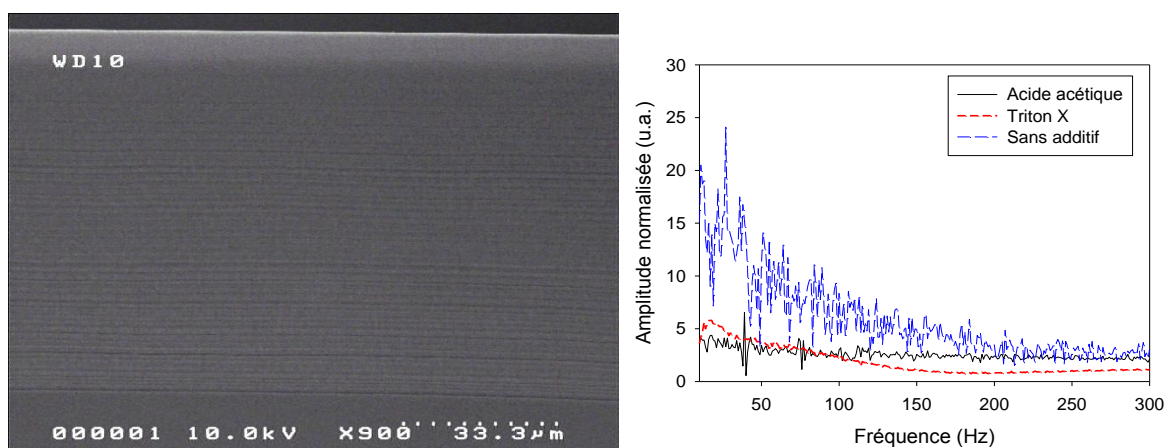 WD10
000001 10.0kV X900 33.3µm
30
25
20
15
10
5
0
Amplitude normalisée (u.a.)
Acide acétique
Triton X
Sans additif
50 100 150 200 250 300
Fréquence (Hz)